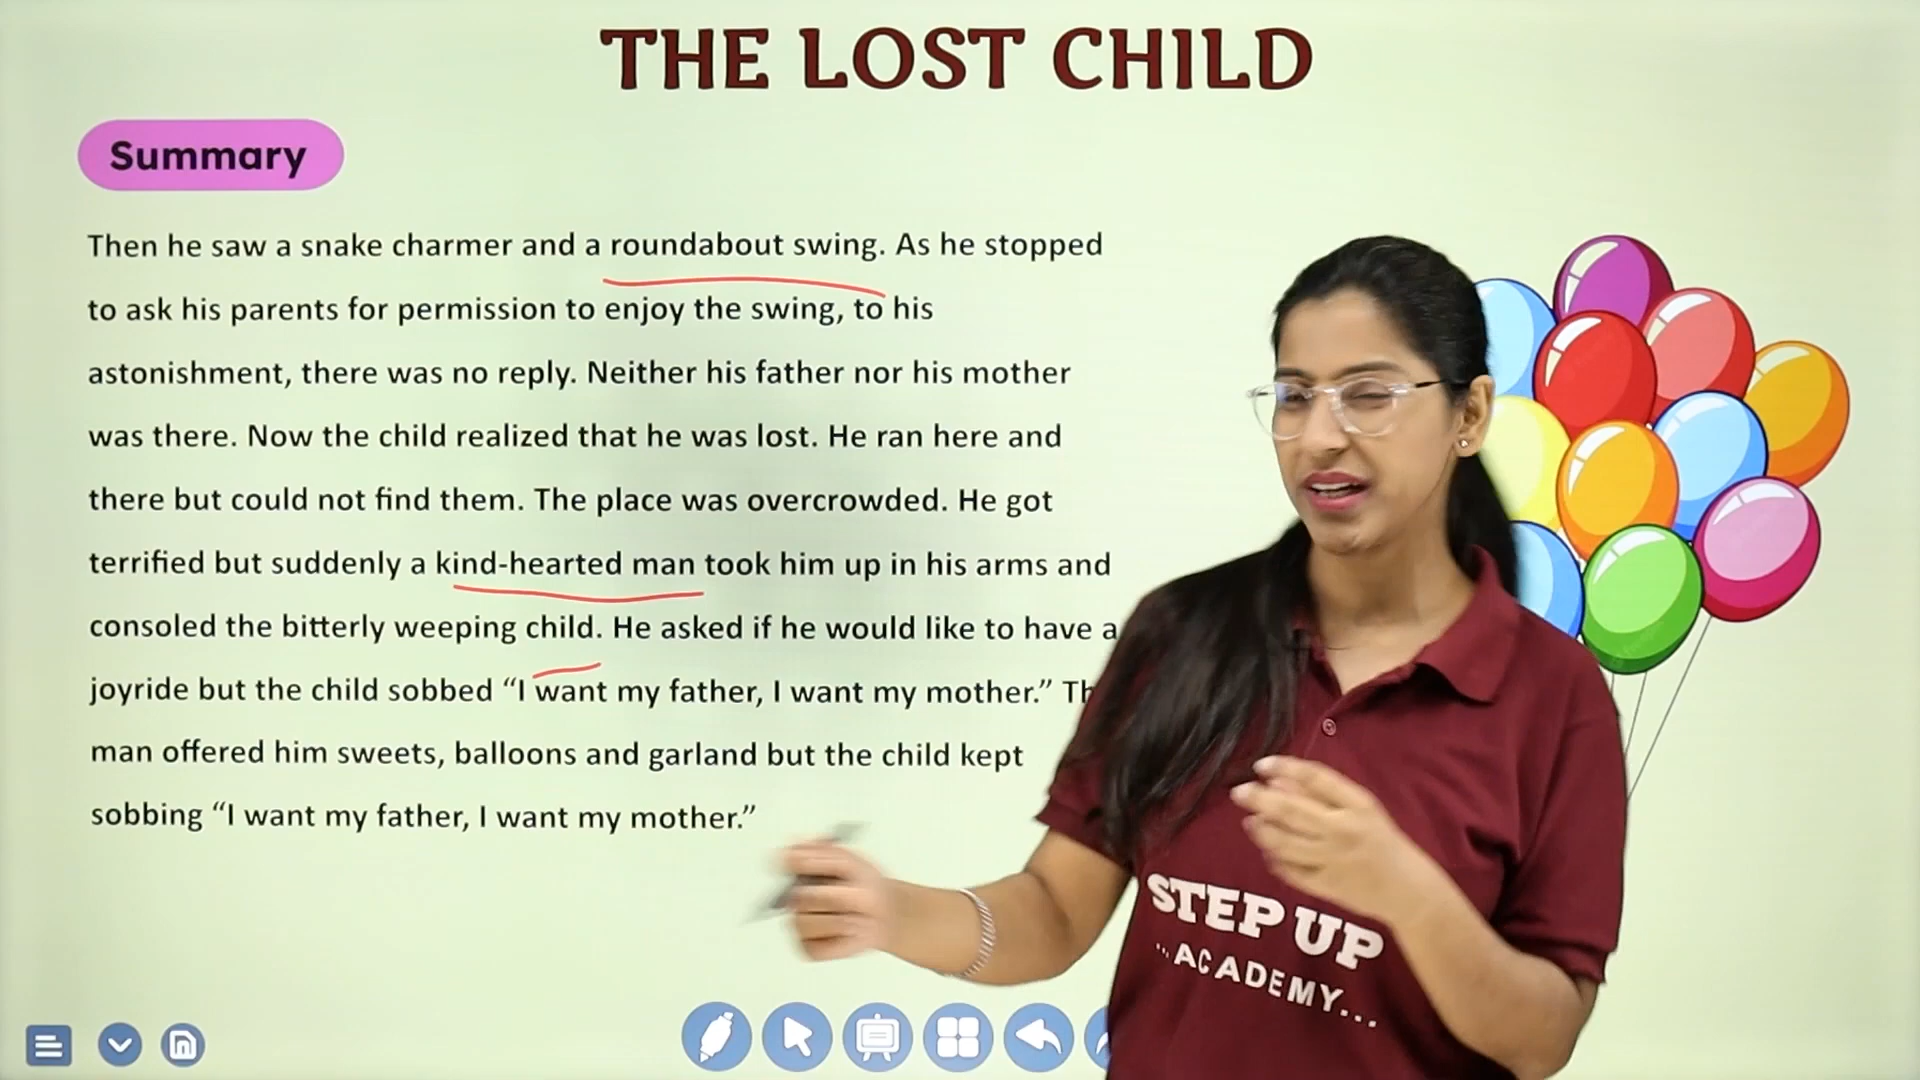 THE LOST CHILD
Summary
Then he saw a snake charmer and a roundabout swing. As he stopped
to ask his parents for permission to enjoy the swing, to his
astonishment, there was no reply. Neither his father nor his mother
was there. Now the child realized that he was lost. He ran here and
there but could not find them. The place was overcrowded. He got
terrified but suddenly a kind-hearted man took him up in his arms and
consoled the bitterly weeping child. He asked if he would like to have a
joyride but the child sobbed “I want my father, I want my mother.”
man offered him sweets, balloons and garland but the child kept
sobbing “I want my father, I want my mother.”
STEP UP
...ACADEMY...